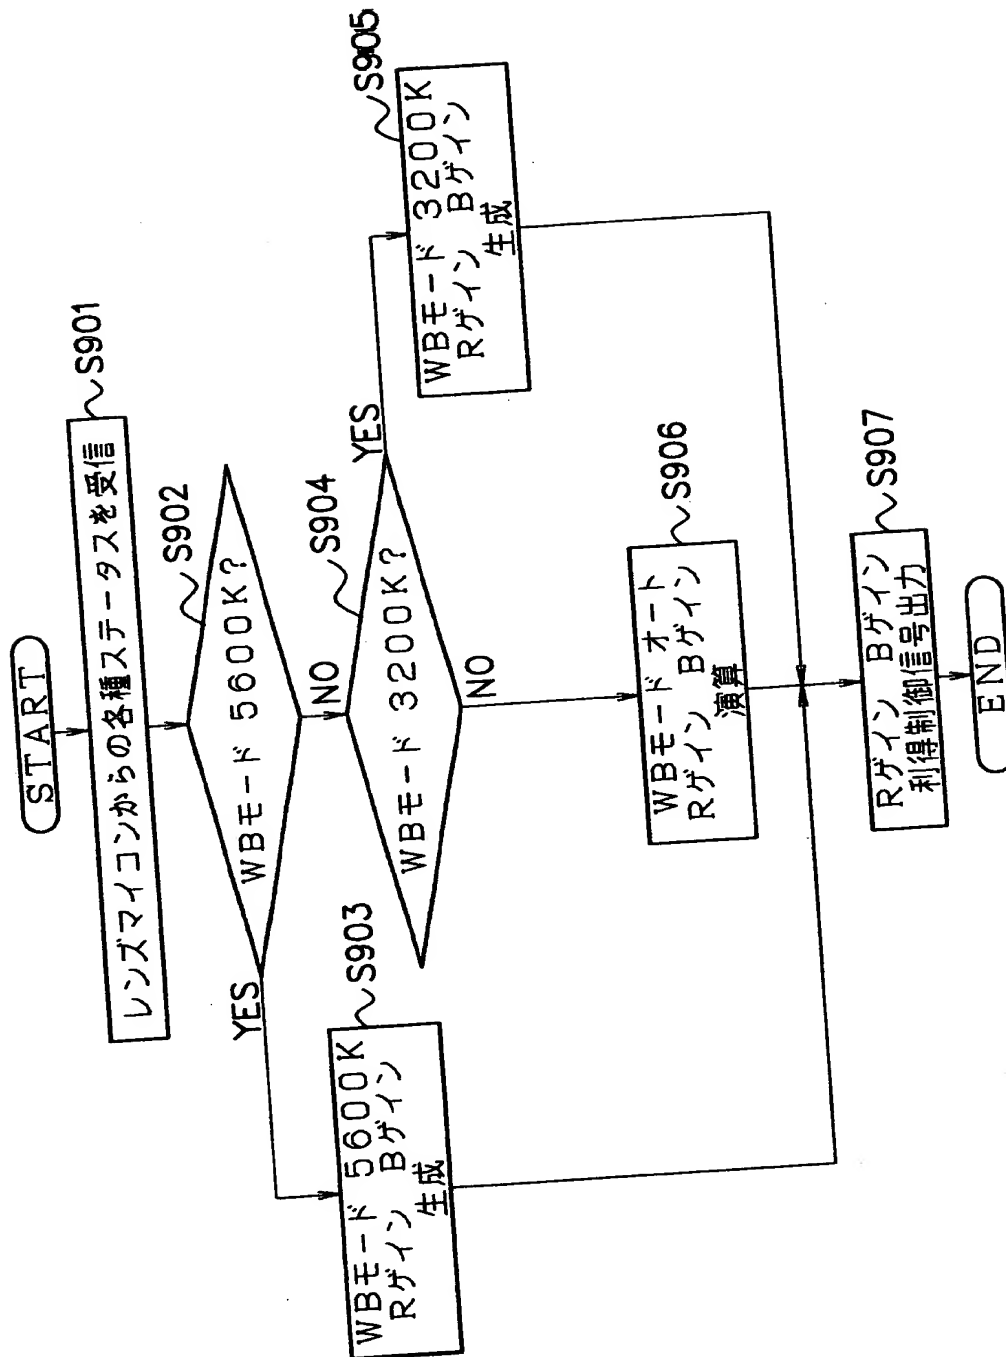 START
レンズマイコンからの各種ステータスを受信
S901
WBモード 5600K?
S902
YES
NO
WBモード 5600K
Rゲイン Bゲイン
生成
S903
WBモード 3200K?
S904
YES
NO
WBモード 3200K
Rゲイン Bゲイン
生成
S905
WBモード オート
Rゲイン Bゲイン
演算
S906
Rゲイン Bゲイン
利得制御信号出力
S907
END